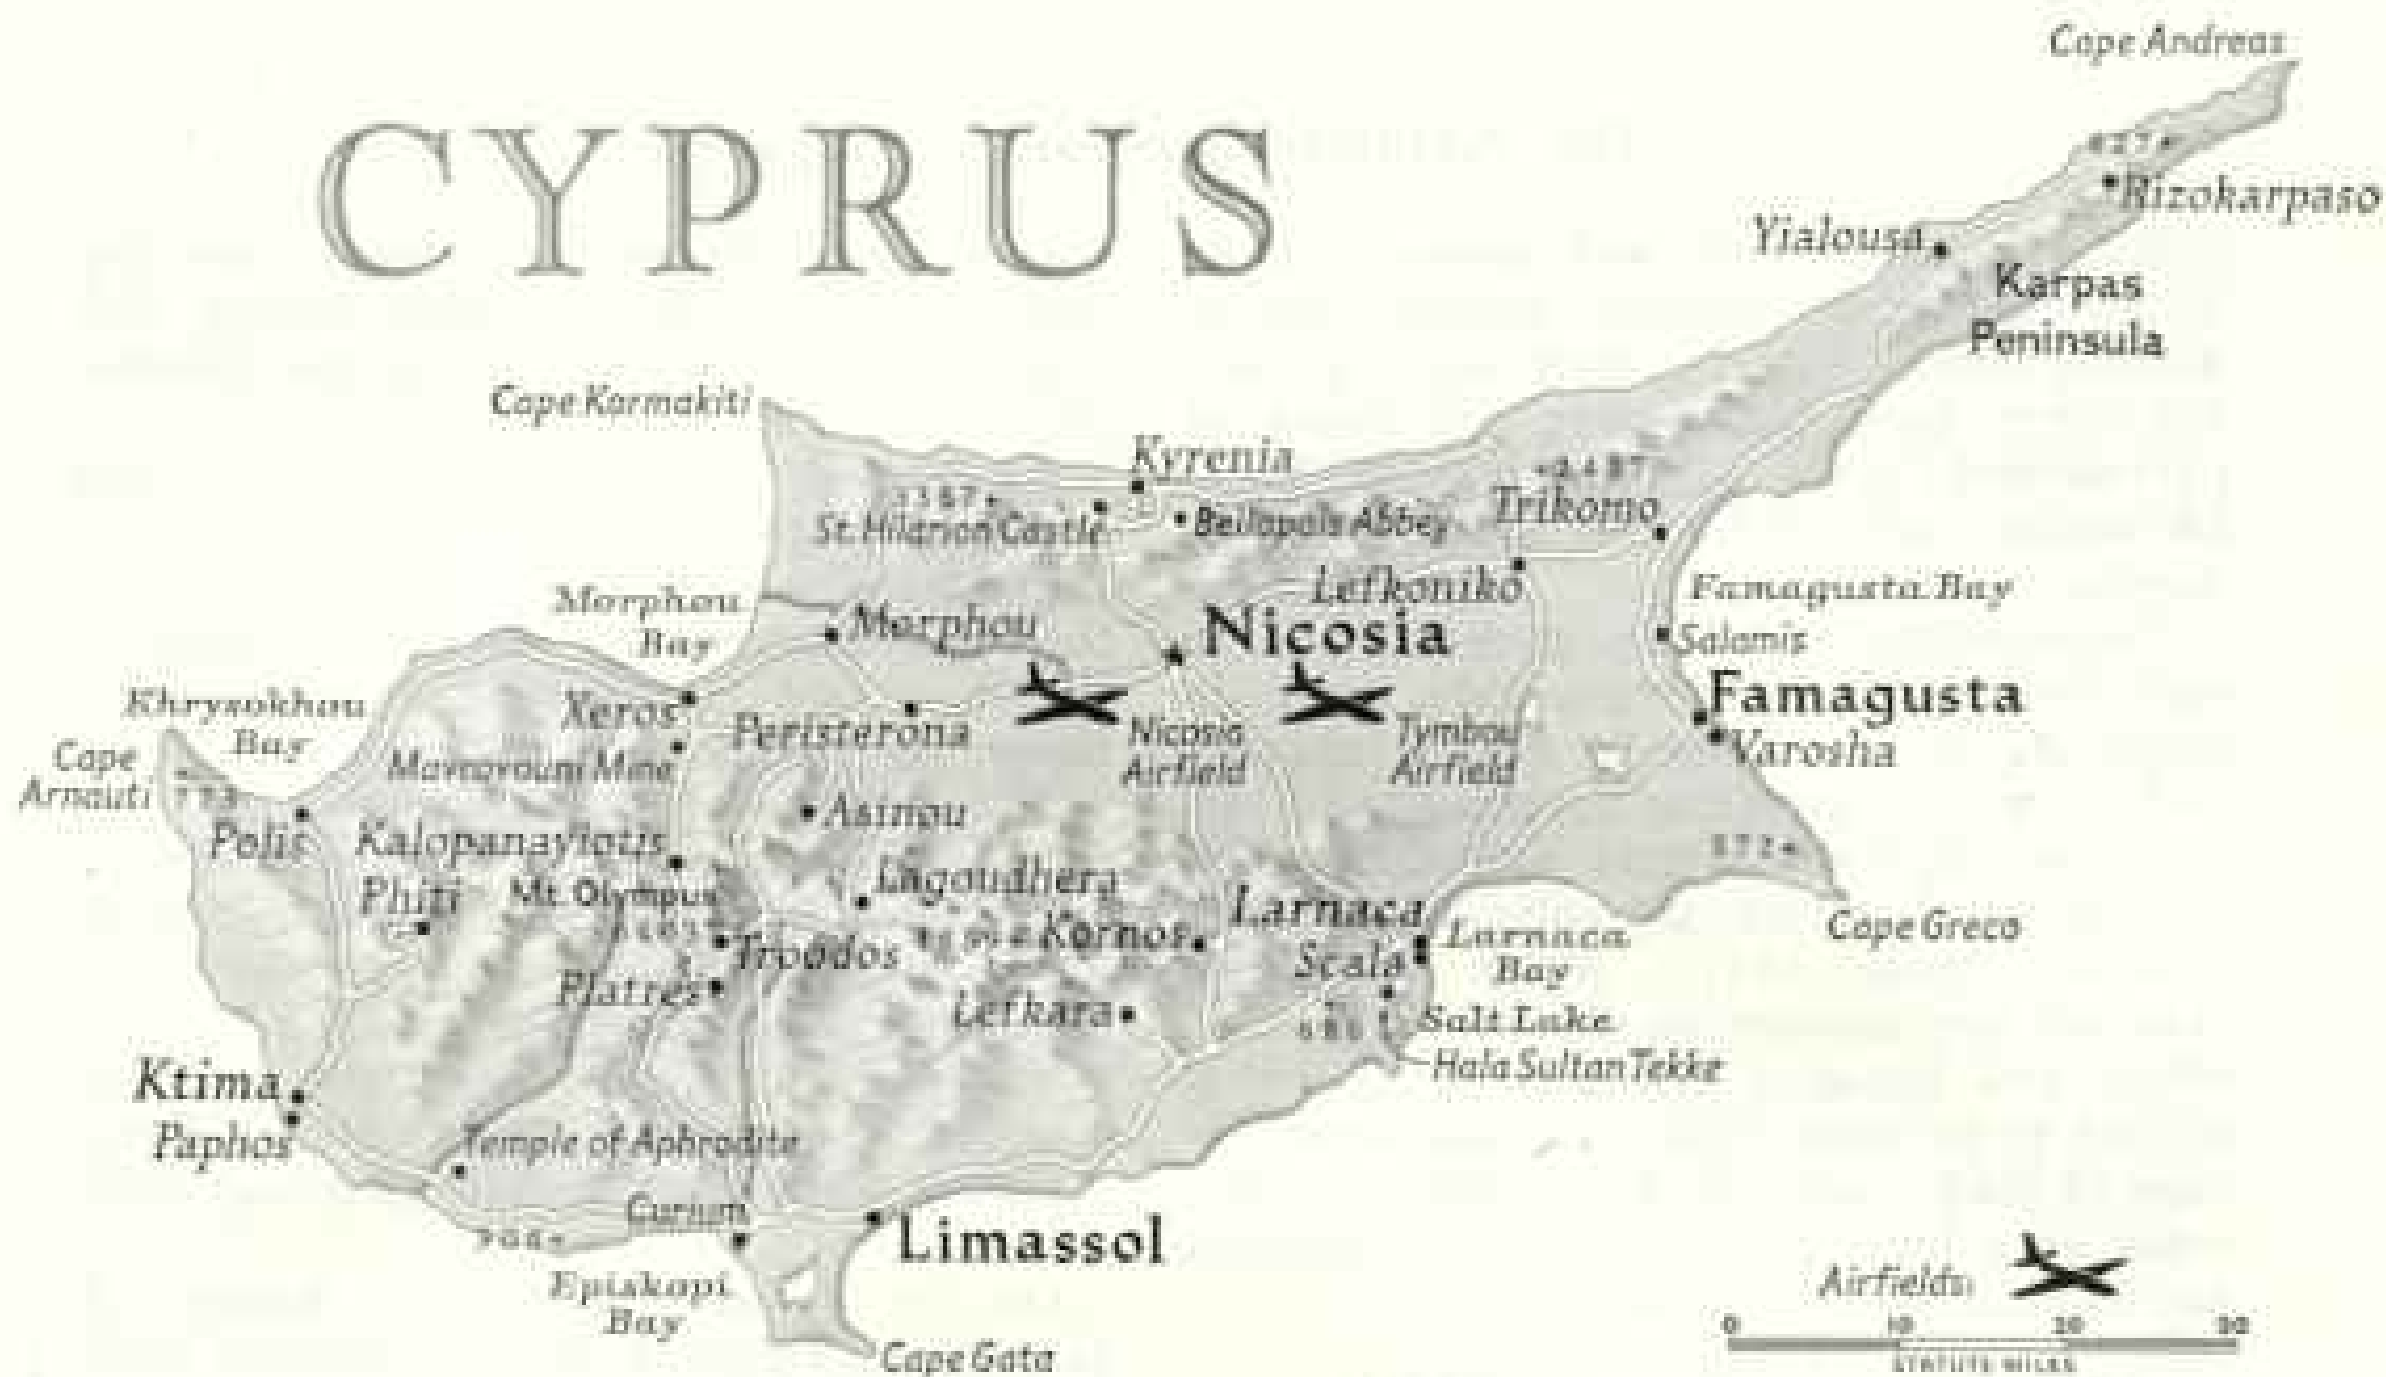 Cape Andreas
CYPRUS
Rizokarpaso
Yialousa
Karpas
Peninsula
Cape Kormakiti
Kyrenia
St. Hilarion Castle
Bellapais Abbey
Trikomo
Lefkoniko
Morphou
Bay
Morphou
Nicosia
Famagusta Bay
Salamis
Khrysokhou
Bay
Xeros
Peristerona
Nicosia
Airfield
Tymbou
Airfield
Famagusta
Varosha
Cape
Arnauti
Mavrovouni Mine
Polis
Kalopanayiotis
Asinou
572
Phiti
Mt. Olympus
Lagoudhera
Larnaca
Cape Greco
Troodos
Kornos
Scala
Larnaca
Bay
Platres
Lefkara
Salt Lake
Hala Sultan Tekke
Ktima
Paphos
Temple of Aphrodite
Curium
Limassol
Episkopi
Bay
Cape Gata
Airfields:
0 10 20 30
STATUTE MILES